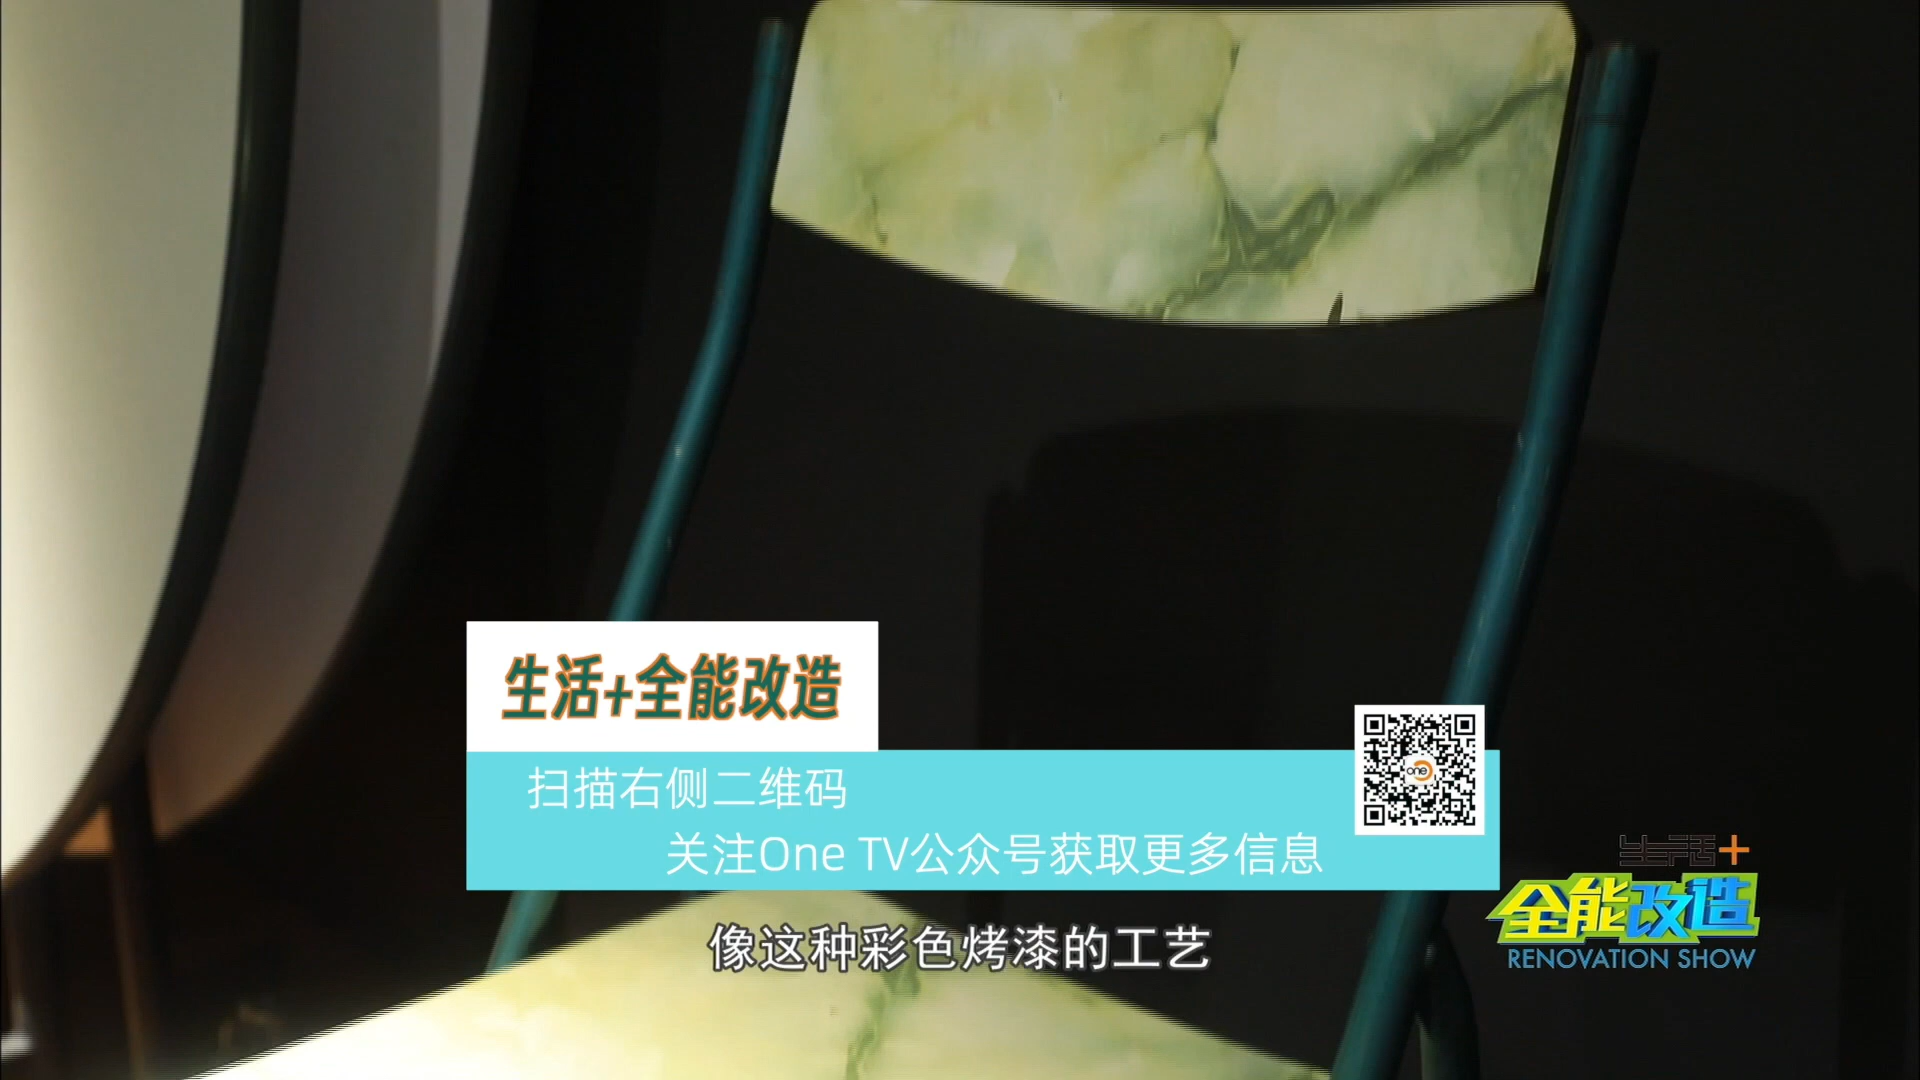 生活+全能改造
扫描右侧二维码
one
关注One TV公众号获取更多信息
生活+
全能改造
RENOVATION SHOW
像这种彩色烤漆的工艺